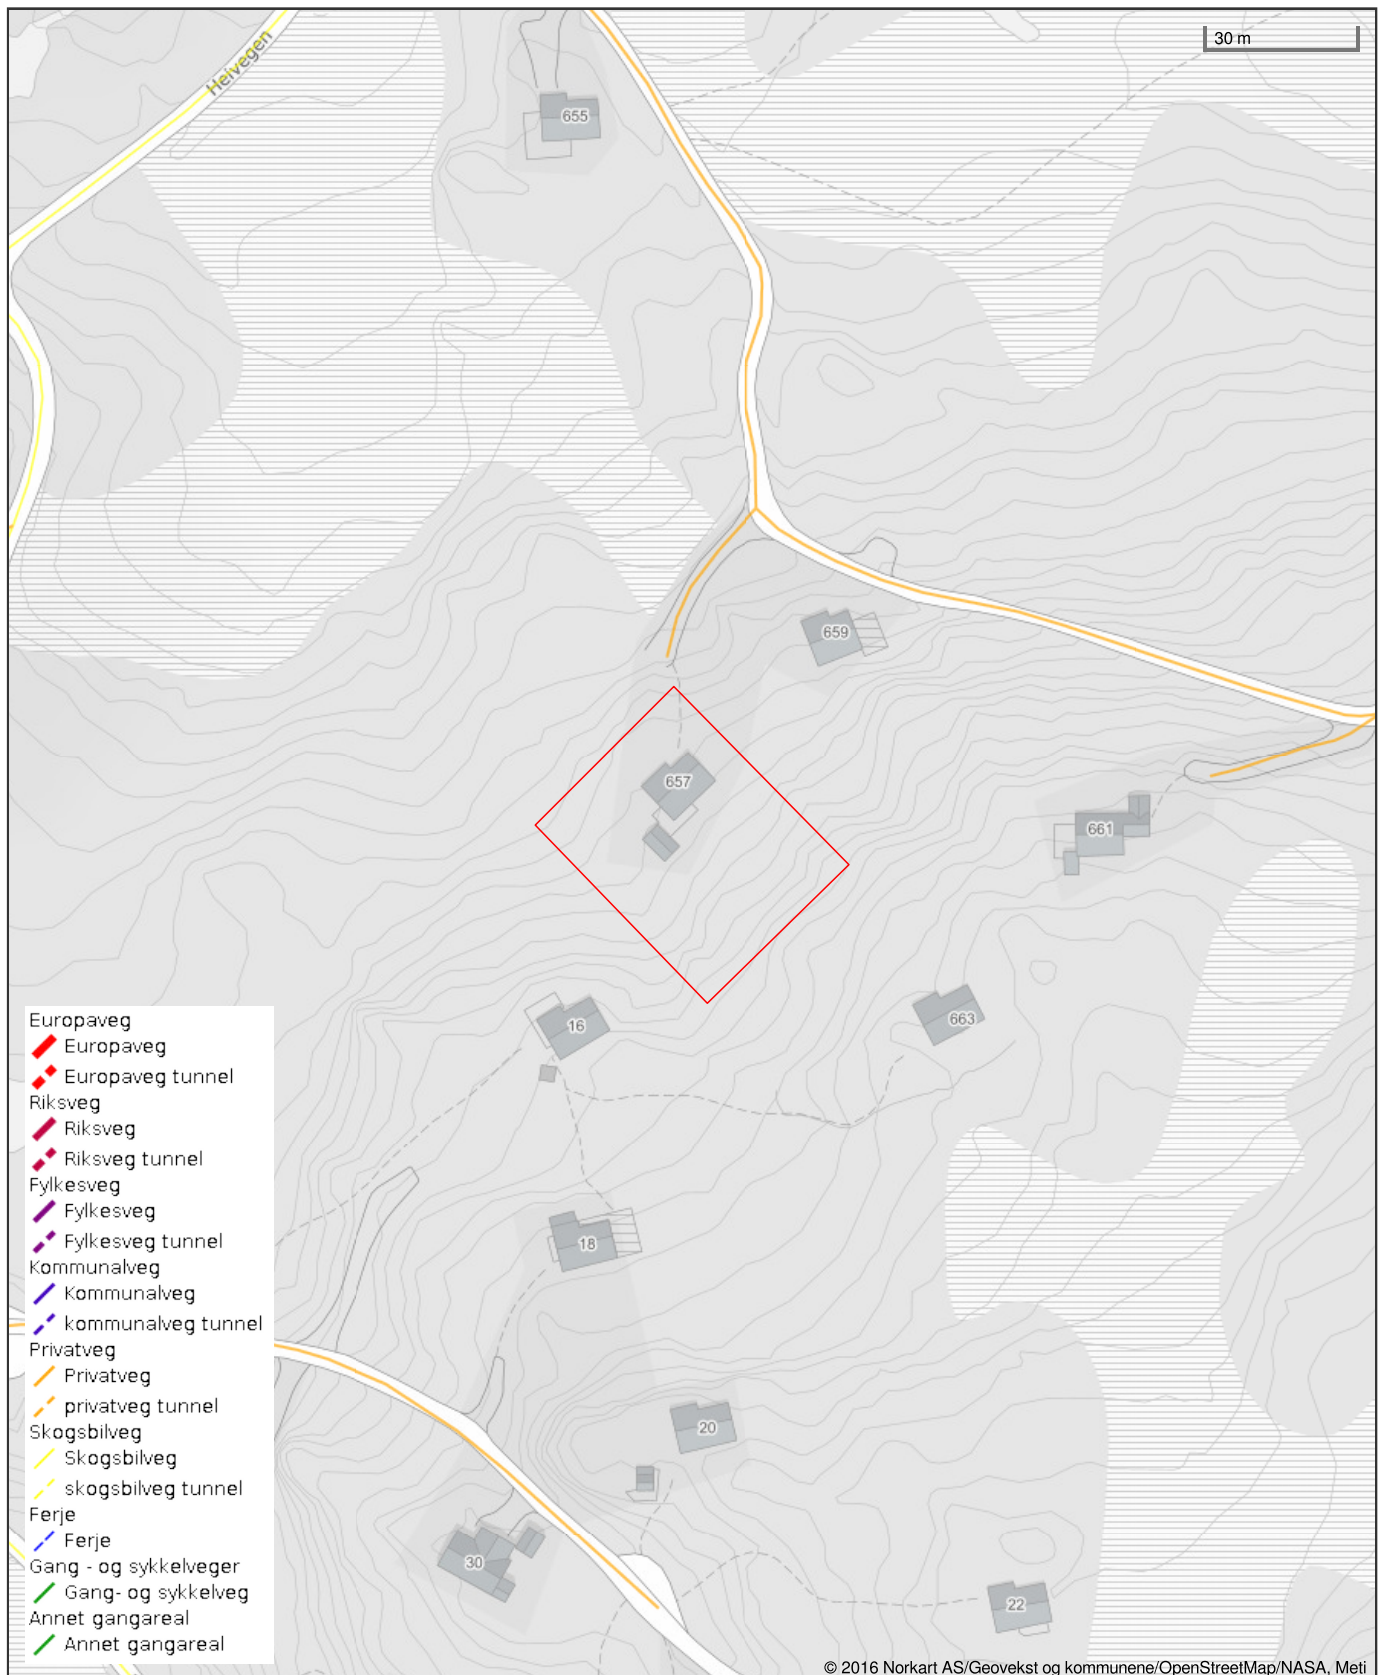 30 m
Heivegen
655
659
657
661
16
663
18
20
30
22
Europaveg
Europaveg
Europaveg tunnel
Riksveg
Riksveg
Riksveg tunnel
Fylkesveg
Fylkesveg
Fylkesveg tunnel
Kommunalveg
Kommunalveg
kommunalveg tunnel
Privatveg
Privatveg
privatveg tunnel
Skogsbilveg
Skogsbilveg
skogsbilveg tunnel
Ferje
Ferje
Gang - og sykkelveger
Gang- og sykkelveg
Annet gangareal
Annet gangareal
© 2016 Norkart AS/Geovekst og kommunene/OpenStreetMap/NASA, Meti